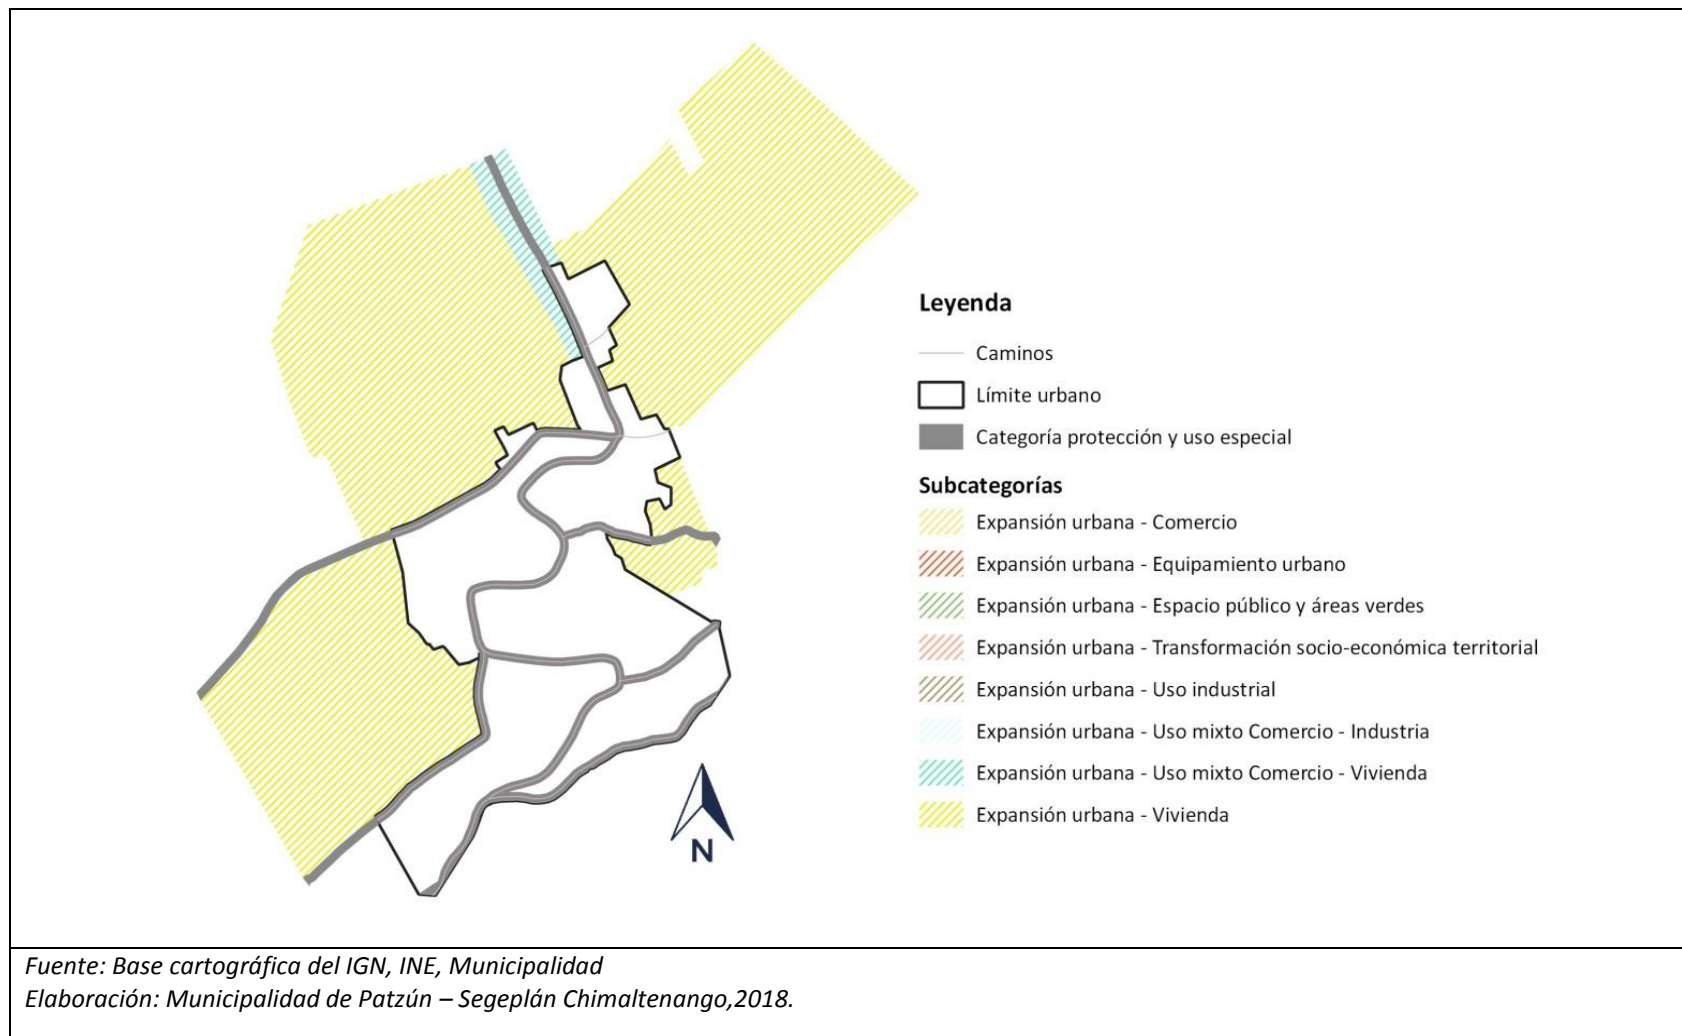 Leyenda
Caminos
Límite urbano
Categoría protección y uso especial
Subcategorías
Expansión urbana - Comercio
Expansión urbana - Equipamiento urbano
Expansión urbana - Espacio público y áreas verdes
Expansión urbana - Transformación socio-económica territorial
Expansión urbana - Uso industrial
Expansión urbana - Uso mixto Comercio - Industria
Expansión urbana - Uso mixto Comercio - Vivienda
Expansión urbana - Vivienda
N
Fuente: Base cartográfica del IGN, INE, Municipalidad
Elaboración: Municipalidad de Patzún – Segeplán Chimaltenango,2018.